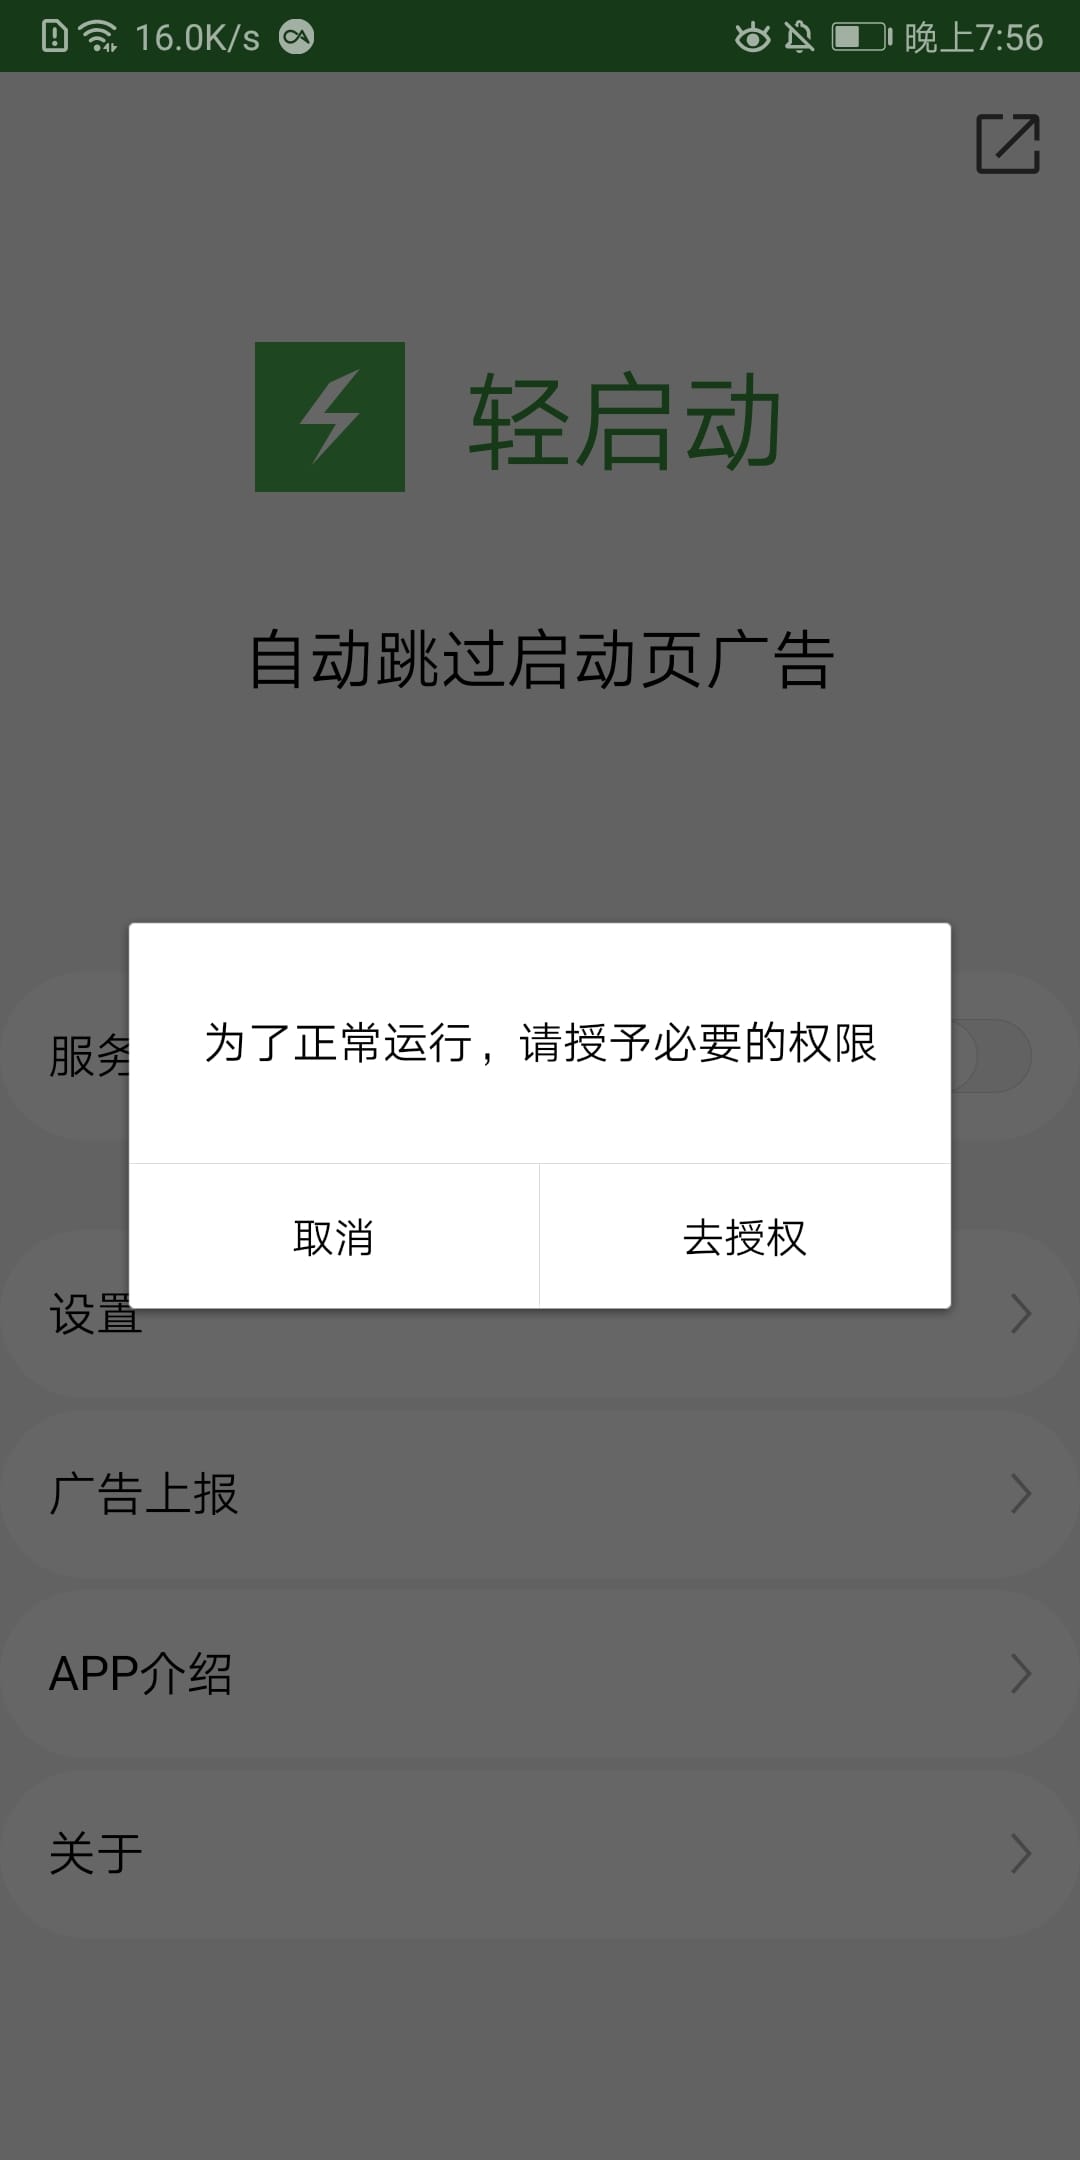 16.0K/s 晚上7:56
轻启动
自动跳过启动页广告
服务
为了正常运行，请授予必要的权限
取消 去授权
设置
广告上报
APP介绍
关于